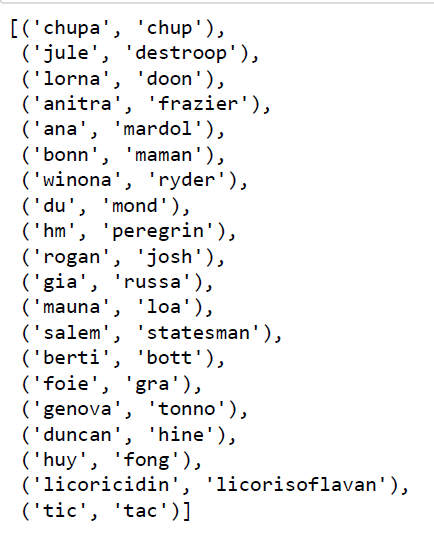 [('chupa', 'chup'),
('jule', 'destroop'),
('lorna', 'doon'),
('anitra', 'frazier'),
('ana', 'mardol'),
('bonn', 'maman'),
('winona', 'ryder'),
('du', 'mond'),
('hm', 'peregrin'),
('rogan', 'josh'),
('gia', 'russa'),
('mauna', 'loa'),
('salem', 'statesman'),
('berti', 'bott'),
('foie', 'gra'),
('genova', 'tonno'),
('duncan', 'hine'),
('huy', 'fong'),
('licoricidin', 'licorisoflavan'),
('tic', 'tac')]